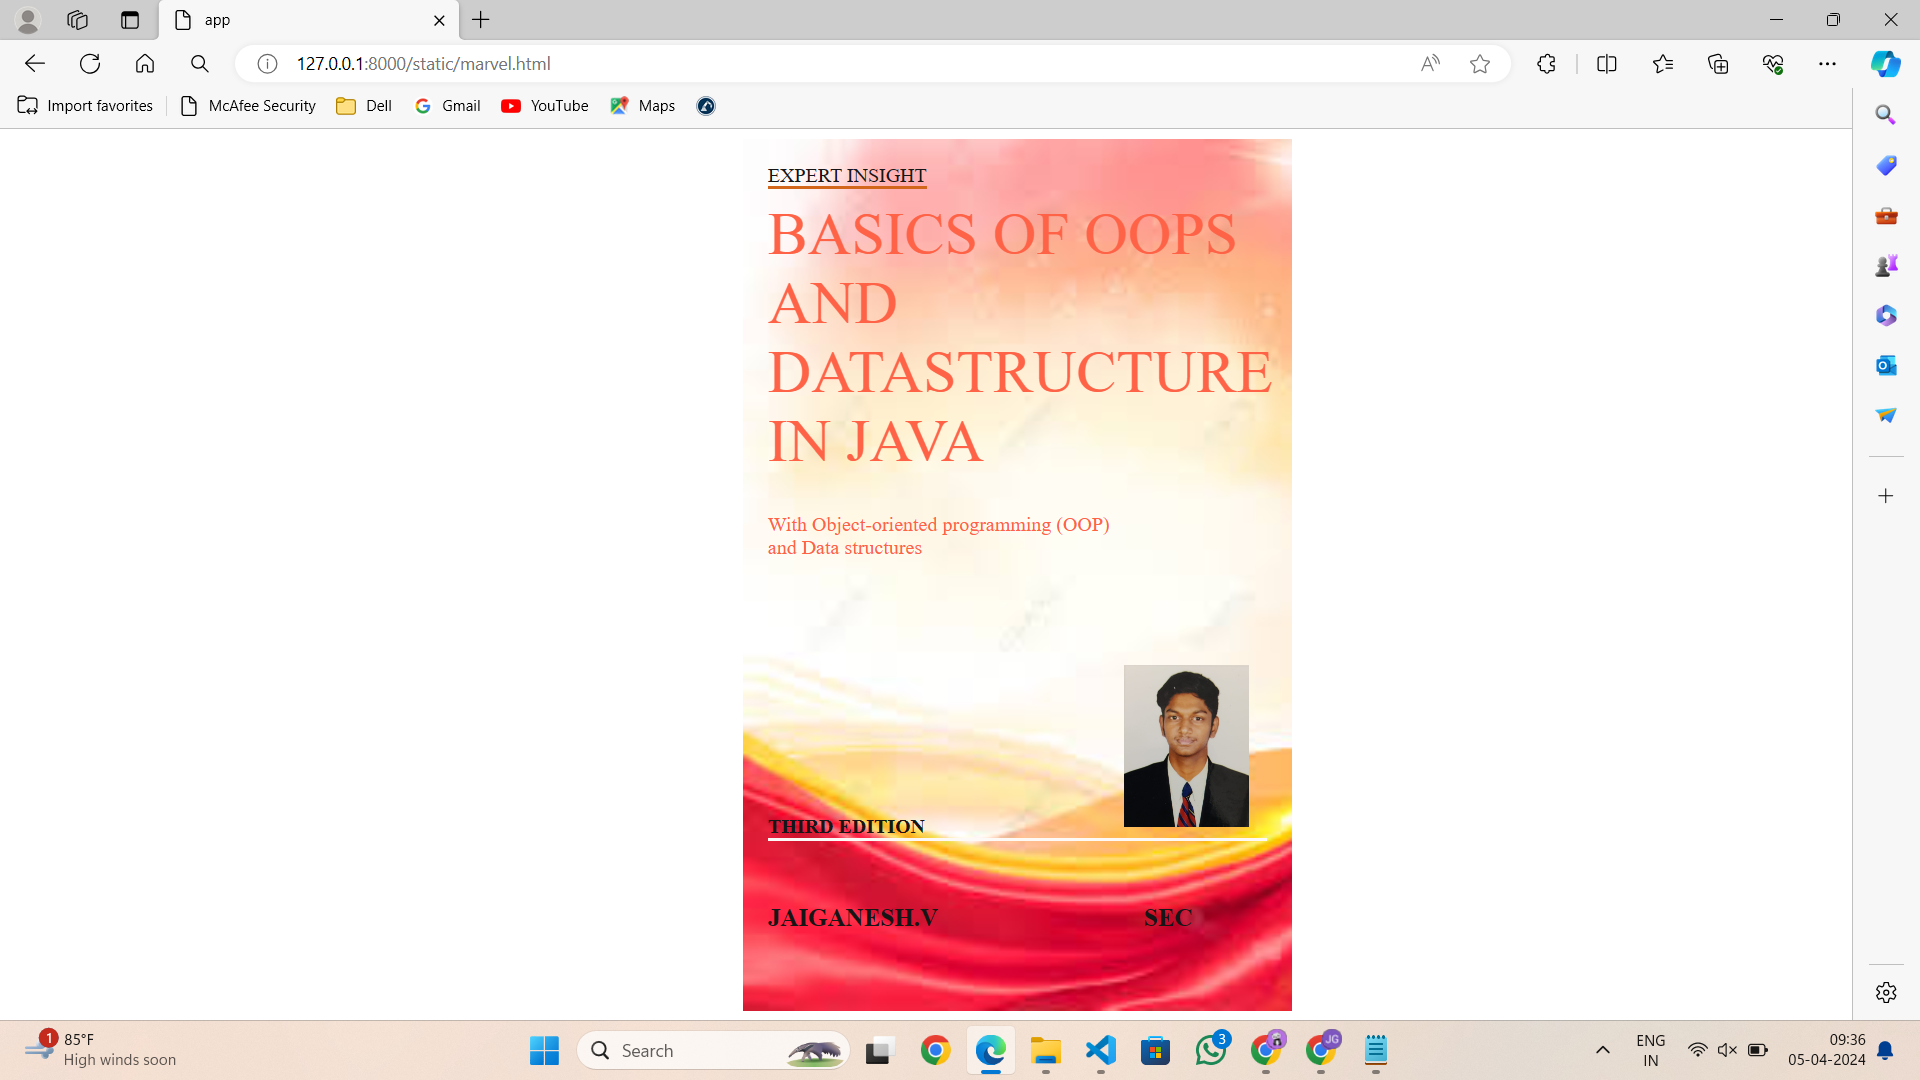 app
127.0.0.1:8000/static/marvel.html
Import favorites
McAfee Security
Dell
Gmail
YouTube
Maps
EXPERT INSIGHT
BASICS OF OOPS
AND
DATASTRUCTURE
IN JAVA
With Object-oriented programming (OOP)
and Data structures
THIRD EDITION
JAIGANESH.V SEC
1
85°F
High winds soon
Search
3
JG
ENG
IN
09:36
05-04-2024